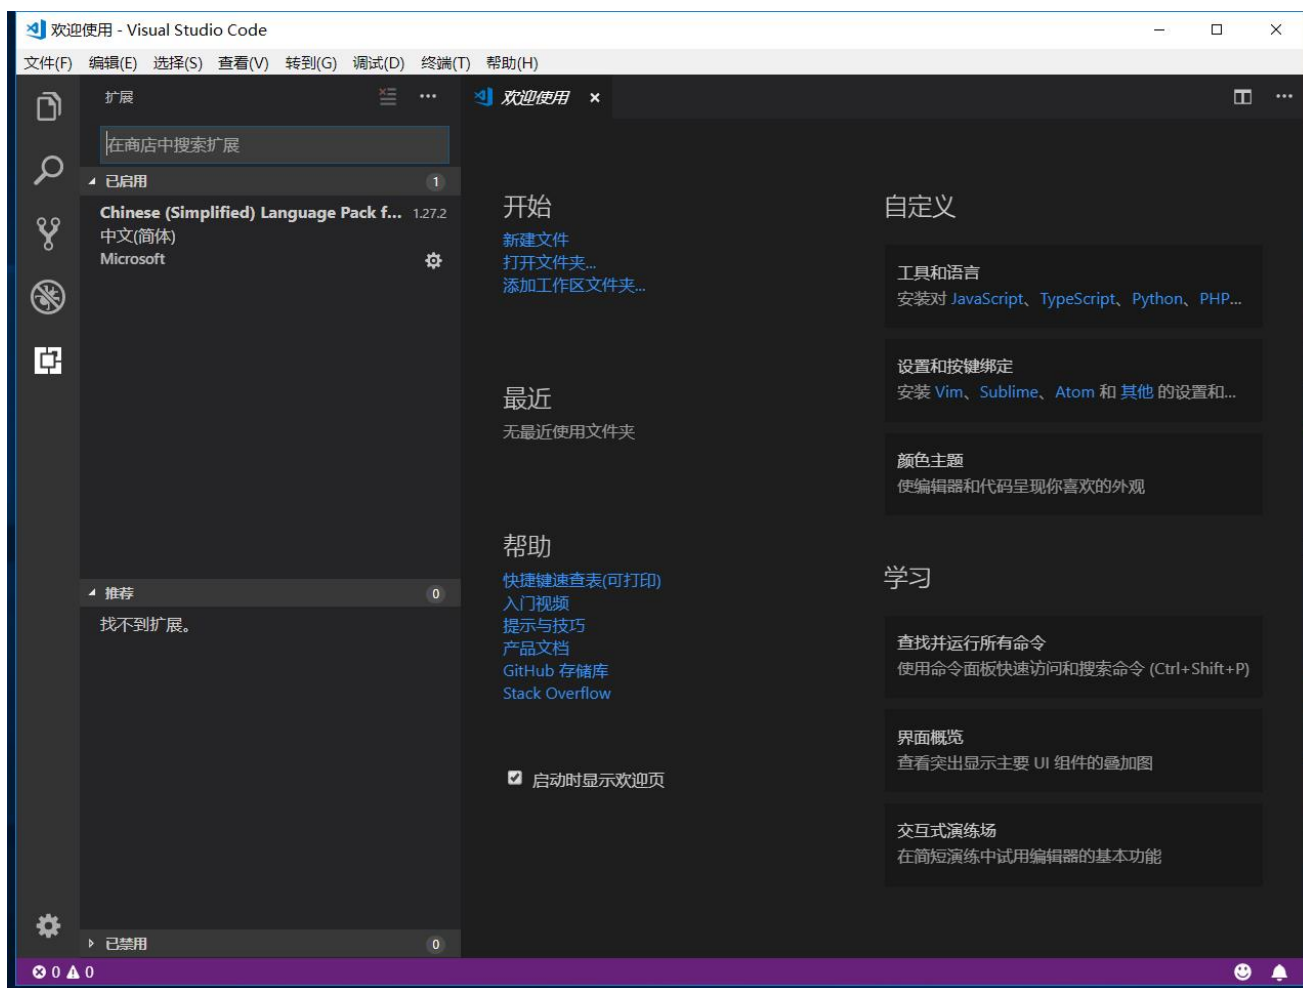 欢迎使用 - Visual Studio Code
文件(F) 编辑(E) 选择(S) 查看(V) 转到(G) 调试(D) 终端(T) 帮助(H)
扩展
在商店中搜索扩展
已启用 1
Chinese (Simplified) Language Pack f... 1.27.2
中文(简体)
Microsoft
推荐 0
找不到扩展。
已禁用 0
欢迎使用
开始
新建文件
打开文件夹...
添加工作区文件夹...
最近
无最近使用文件夹
帮助
快捷键速查表(可打印)
入门视频
提示与技巧
产品文档
GitHub 存储库
Stack Overflow
启动时显示欢迎页
自定义
工具和语言
安装对 JavaScript、TypeScript、Python、PHP...
设置和按键绑定
安装 Vim、Sublime、Atom 和 其他 的设置和...
颜色主题
使编辑器和代码呈现你喜欢的外观
学习
查找并运行所有命令
使用命令面板快速访问和搜索命令 (Ctrl+Shift+P)
界面概览
查看突出显示主要 UI 组件的叠加图
交互式演练场
在简短演练中试用编辑器的基本功能
0 0